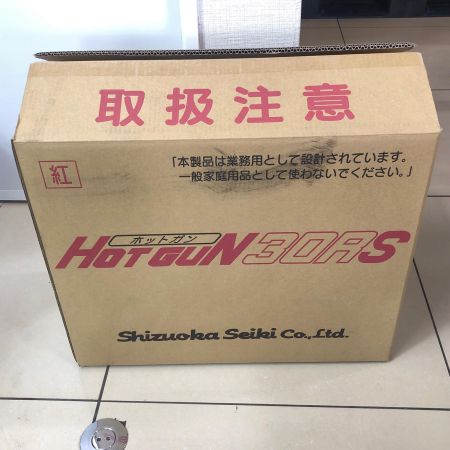 取扱注意
紅
「本製品は業務用として設計されています。
一般家庭用品として使わないでください。」
ホットガン
HOTGUN 30RS
Shizuoka Seiki Co.,Ltd.